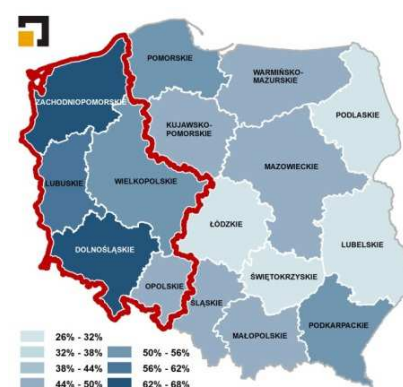 POMORSKIE
WARMIŃSKO-
MAZURSKIE
ZACHODNIOPOMORSKIE
PODLASKIE
KUJAWSKO-
POMORSKIE
MAZOWIECKIE
LUBUSKIE
WIELKOPOLSKIE
ŁÓDZKIE
LUBELSKIE
DOLNOŚLĄSKIE
ŚWIĘTOKRZYSKIE
OPOLSKIE
ŚLĄSKIE
PODKARPACKIE
MAŁOPOLSKIE
26% - 32%
32% - 38%
38% - 44%
44% - 50%
50% - 56%
56% - 62%
62% - 68%